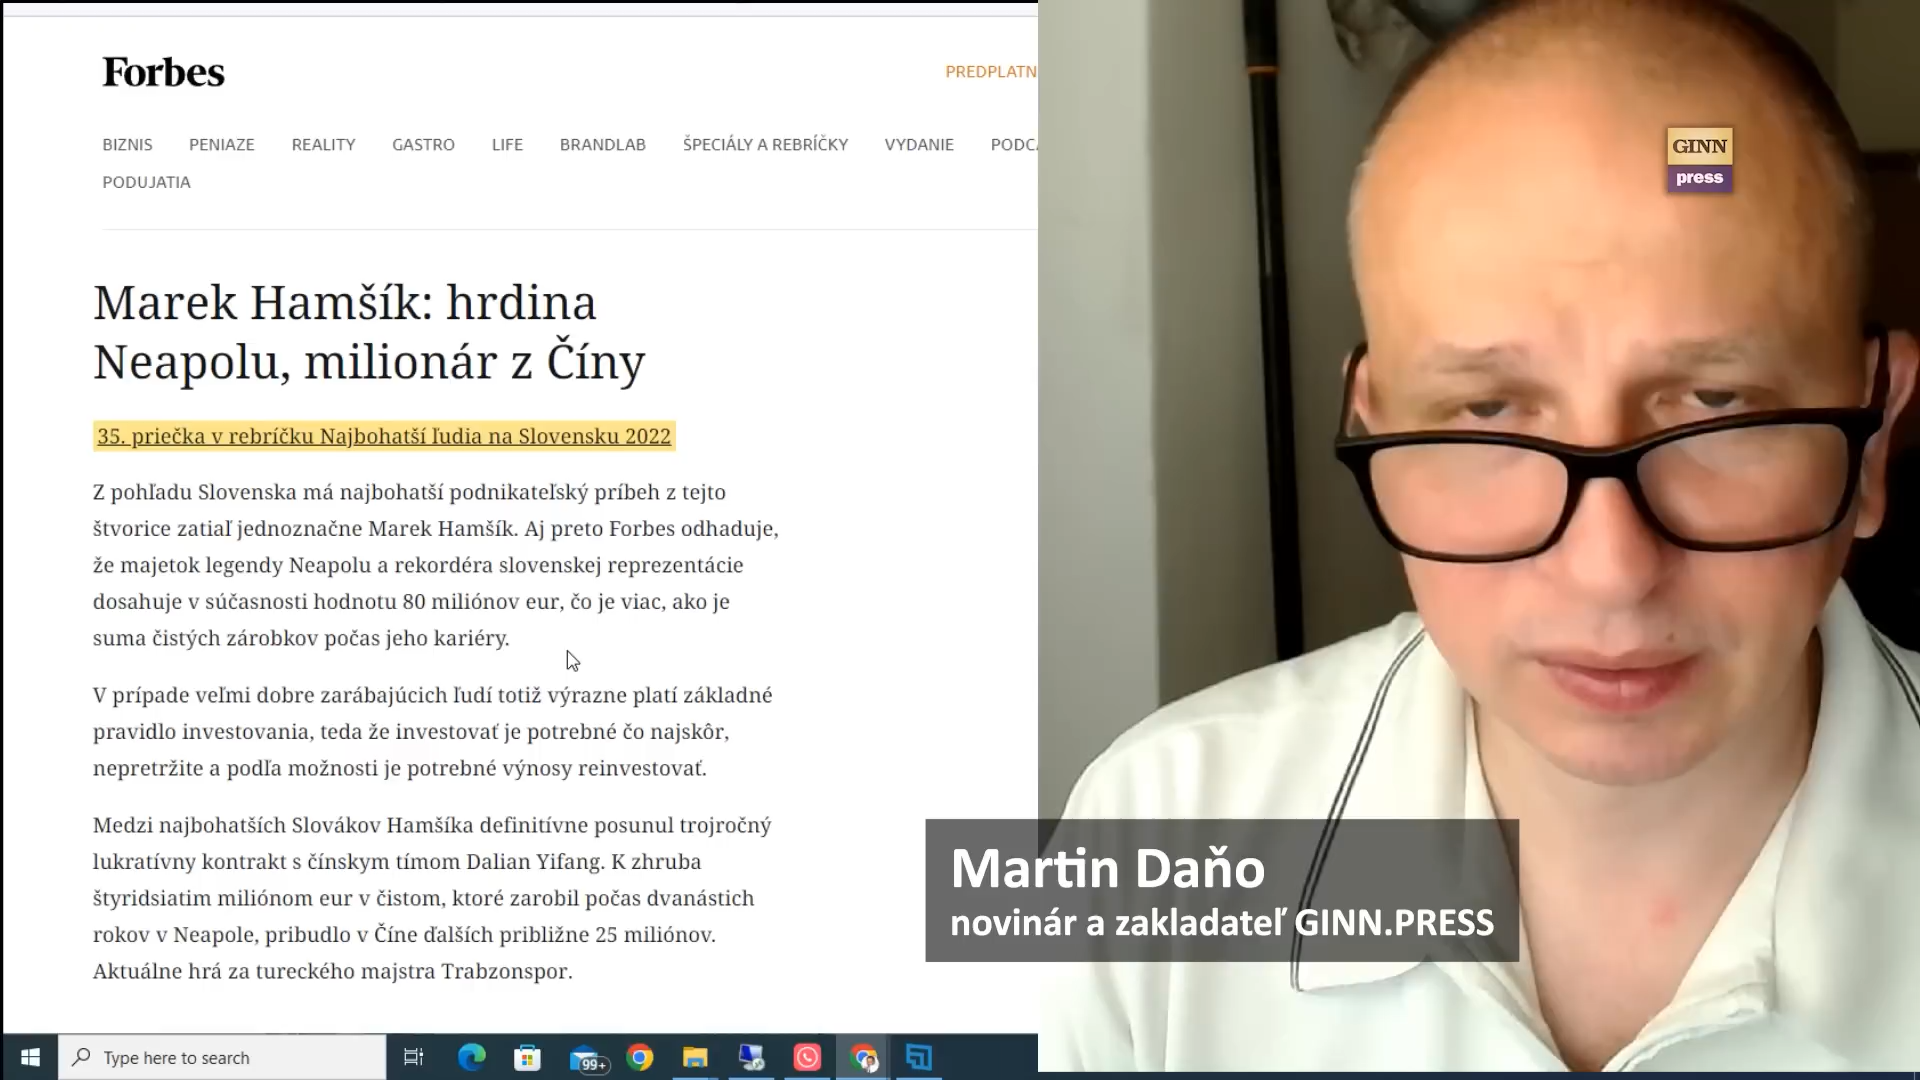 Forbes
PREDPLATN
BIZNIS PENIAZE REALITY GASTRO LIFE BRANDLAB ŠPECIÁLY A REBRÍČKY VYDANIE PODCA
PODUJATIA
Marek Hamšík: hrdina
Neapolu, milionár z Číny
35. priečka v rebríčku Najbohatší ľudia na Slovensku 2022
Z pohľadu Slovenska má najbohatší podnikateľský príbeh z tejto
štvorice zatiaľ jednoznačne Marek Hamšík. Aj preto Forbes odhaduje,
že majetok legendy Neapolu a rekordéra slovenskej reprezentácie
dosahuje v súčasnosti hodnotu 80 miliónov eur, čo je viac, ako je
suma čistých zárobkov počas jeho kariéry.
V prípade veľmi dobre zarábajúcich ľudí totiž výrazne platí základné
pravidlo investovania, teda že investovať je potrebné čo najskôr,
nepretržite a podľa možnosti je potrebné výnosy reinvestovať.
Medzi najbohatších Slovákov Hamšíka definitívne posunul trojročný
lukratívny kontrakt s čínskym tímom Dalian Yifang. K zhruba
štyridsiatim miliónom eur v čistom, ktoré zarobil počas dvanástich
rokov v Neapole, pribudlo v Číne ďalších približne 25 miliónov.
Aktuálne hrá za tureckého majstra Trabzonspor.
Type here to search
99+
GINN
press
Martin Daňo
novinár a zakladateľ GINN.PRESS